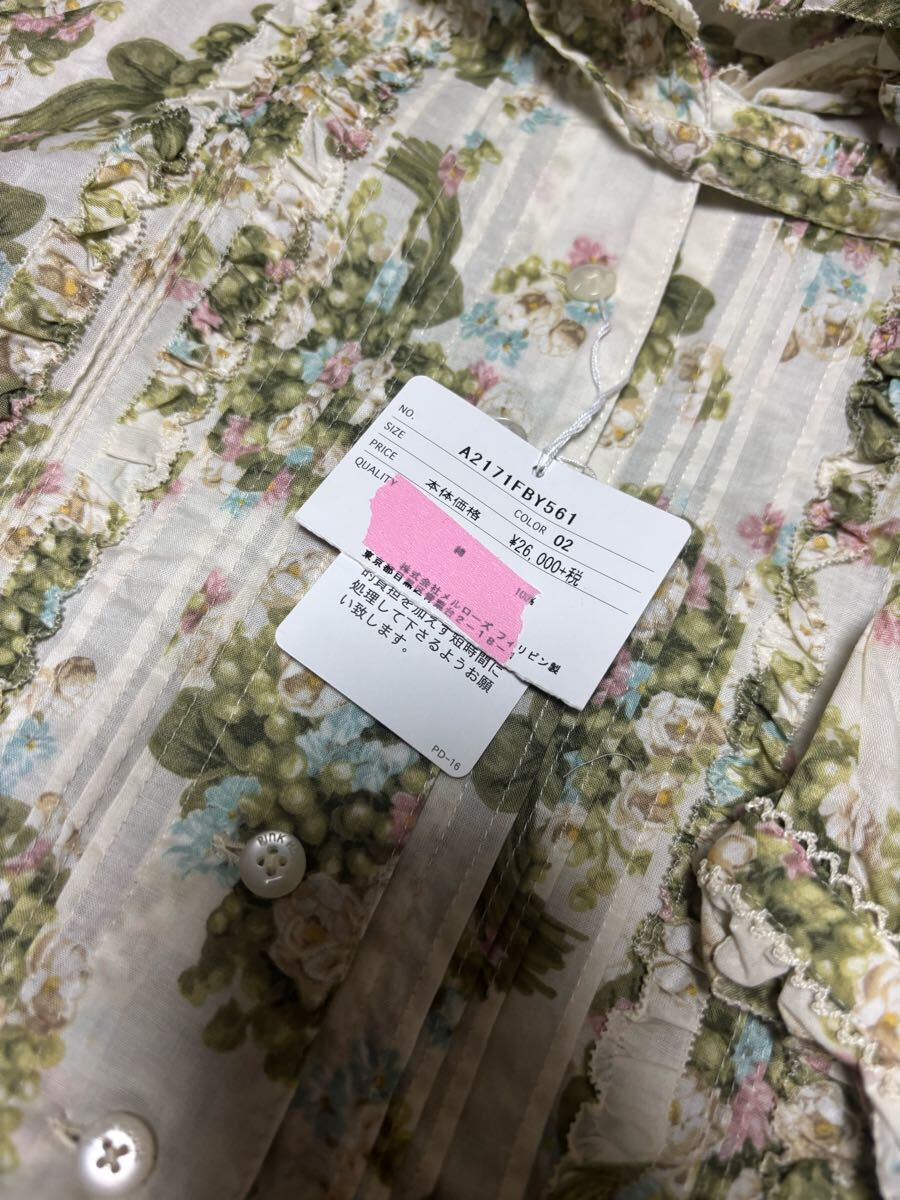 NO. A2171FBY561
SIZE COLOR 02
PRICE 本体価格 ¥26,000+税
QUALITY
綿 100%
フィリピン製
株式会社メルローズ
東京都目黒区青葉台2-18-
的負担を加えず短時間に
処理して下さるようお願
い致します。
PD-16
PINK